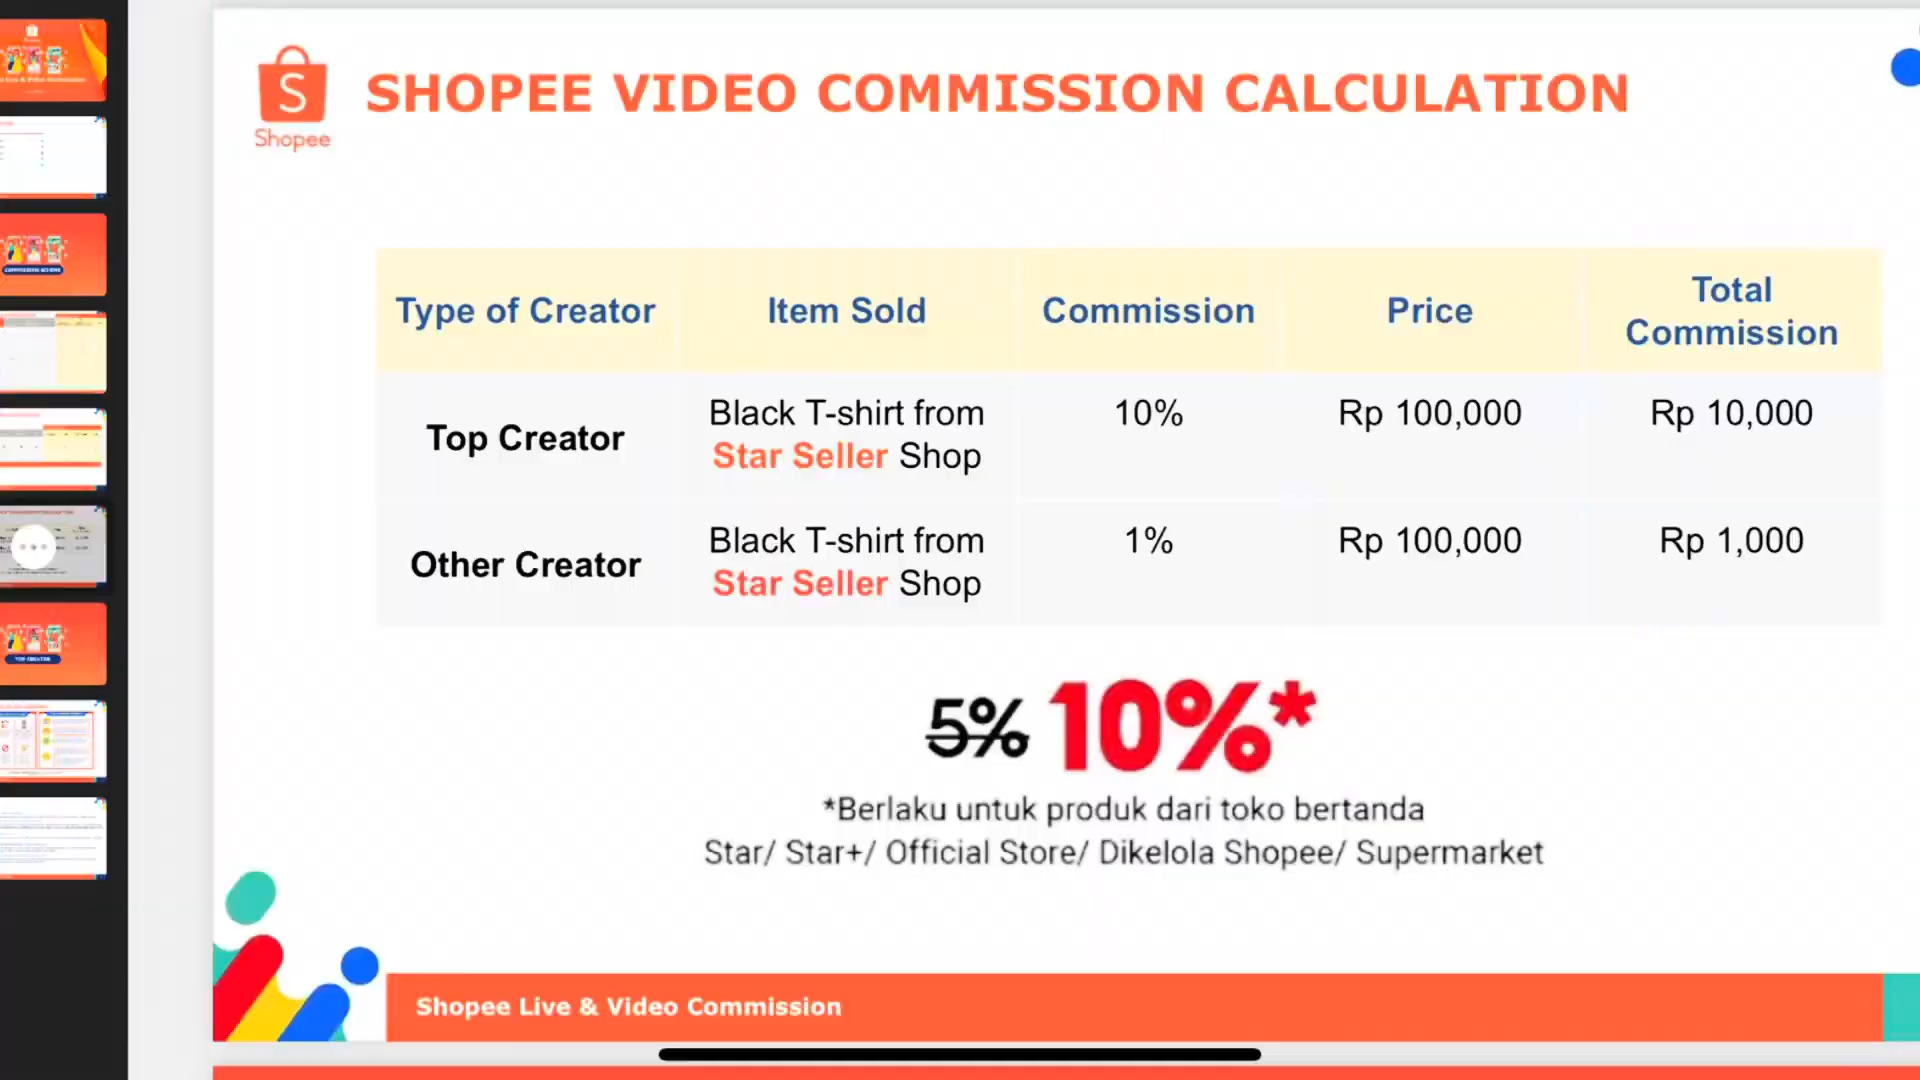 S
Shopee
SHOPEE VIDEO COMMISSION CALCULATION
Type of Creator
Item Sold
Commission
Price
Total
Commission
Top Creator
Black T-shirt from
Star Seller Shop
10%
Rp 100,000
Rp 10,000
Other Creator
Black T-shirt from
Star Seller Shop
1%
Rp 100,000
Rp 1,000
5% 10%*
*Berlaku untuk produk dari toko bertanda
Star/ Star+/ Official Store/ Dikelola Shopee/ Supermarket
Shopee Live & Video Commission